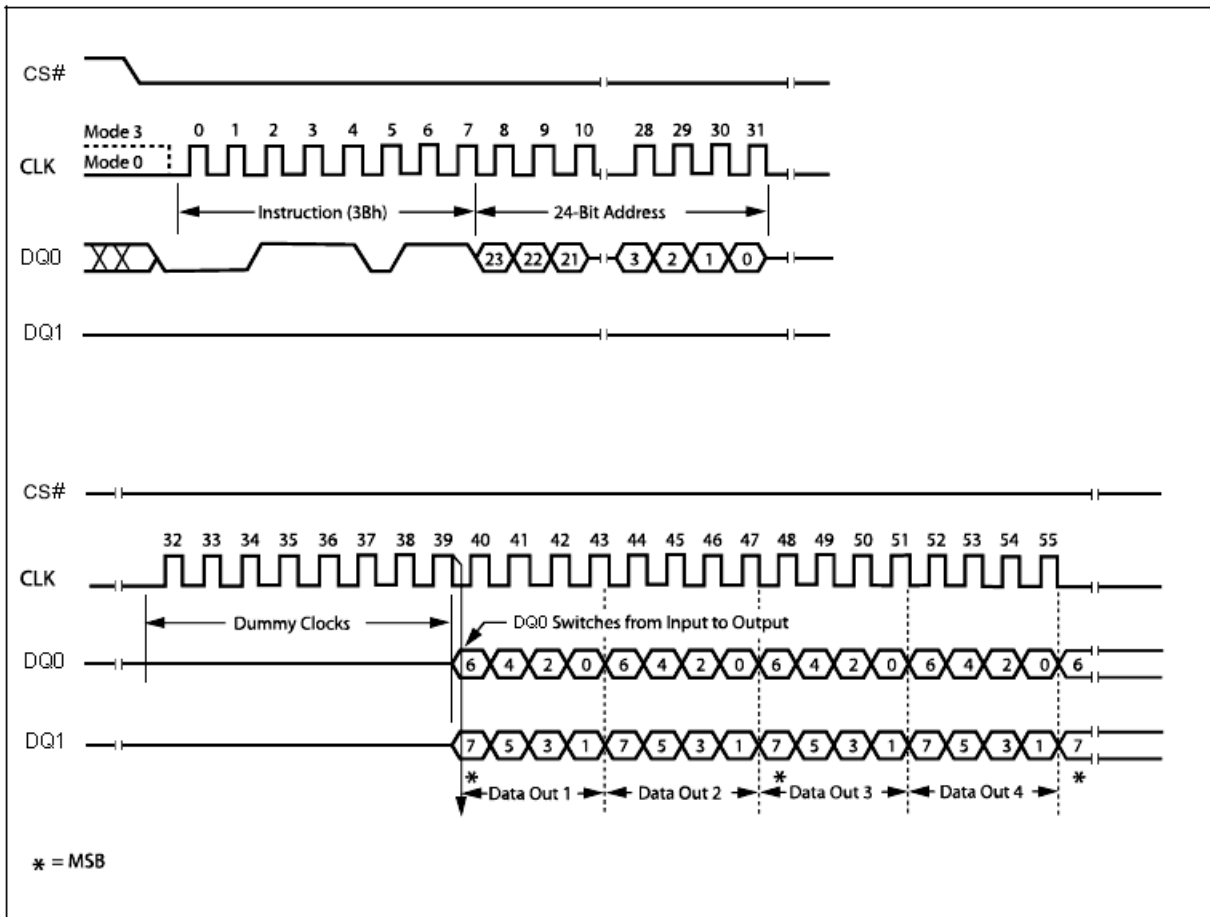 CS#
Mode 3
0 1 2 3 4 5 6 7 8 9 10 28 29 30 31
Mode 0
CLK
Instruction (3Bh) 24-Bit Address
DQ0 23 22 21 3 2 1 0
DQ1
CS#
32 33 34 35 36 37 38 39 40 41 42 43 44 45 46 47 48 49 50 51 52 53 54 55
CLK
Dummy Clocks DQ0 Switches from Input to Output
DQ0 6 4 2 0 6 4 2 0 6 4 2 0 6 4 2 0 6
DQ1 7 5 3 1 7 5 3 1 7 5 3 1 7 5 3 1 7
* * *
Data Out 1 Data Out 2 Data Out 3 Data Out 4
* = MSB